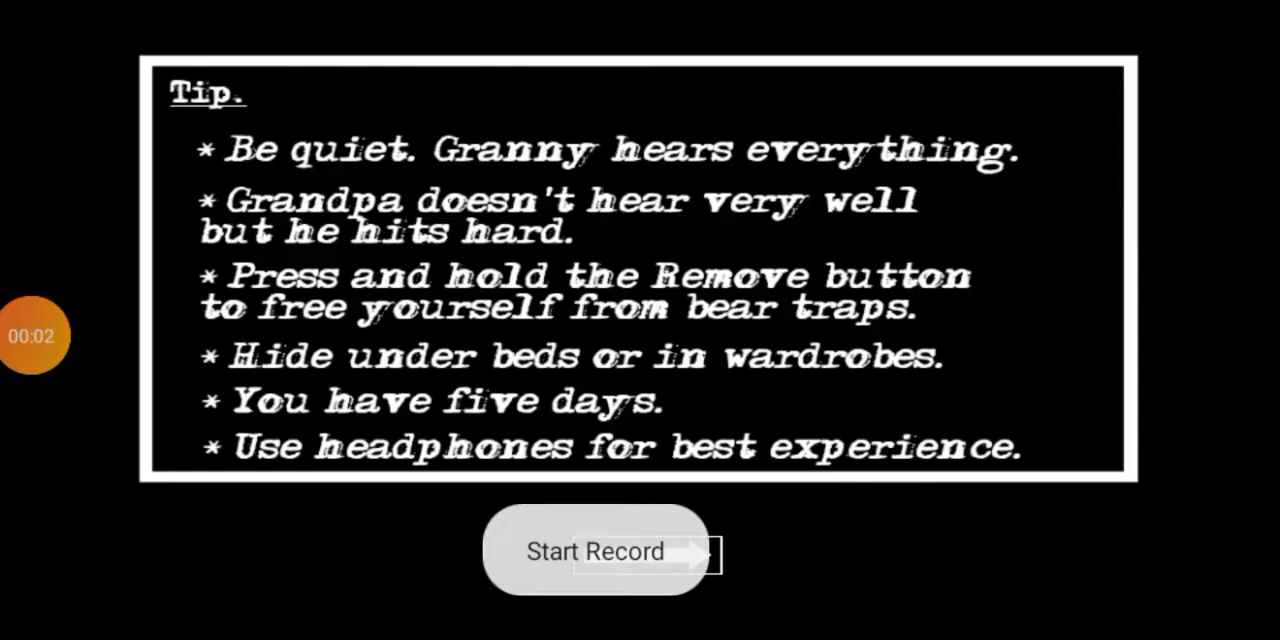 Tip.
* Be quiet. Granny hears everything.
* Grandpa doesn't hear very well
but he hits hard.
* Press and hold the Remove button
to free yourself from bear traps.
00:02
* Hide under beds or in wardrobes.
* You have five days.
* Use headphones for best experience.
Start Record